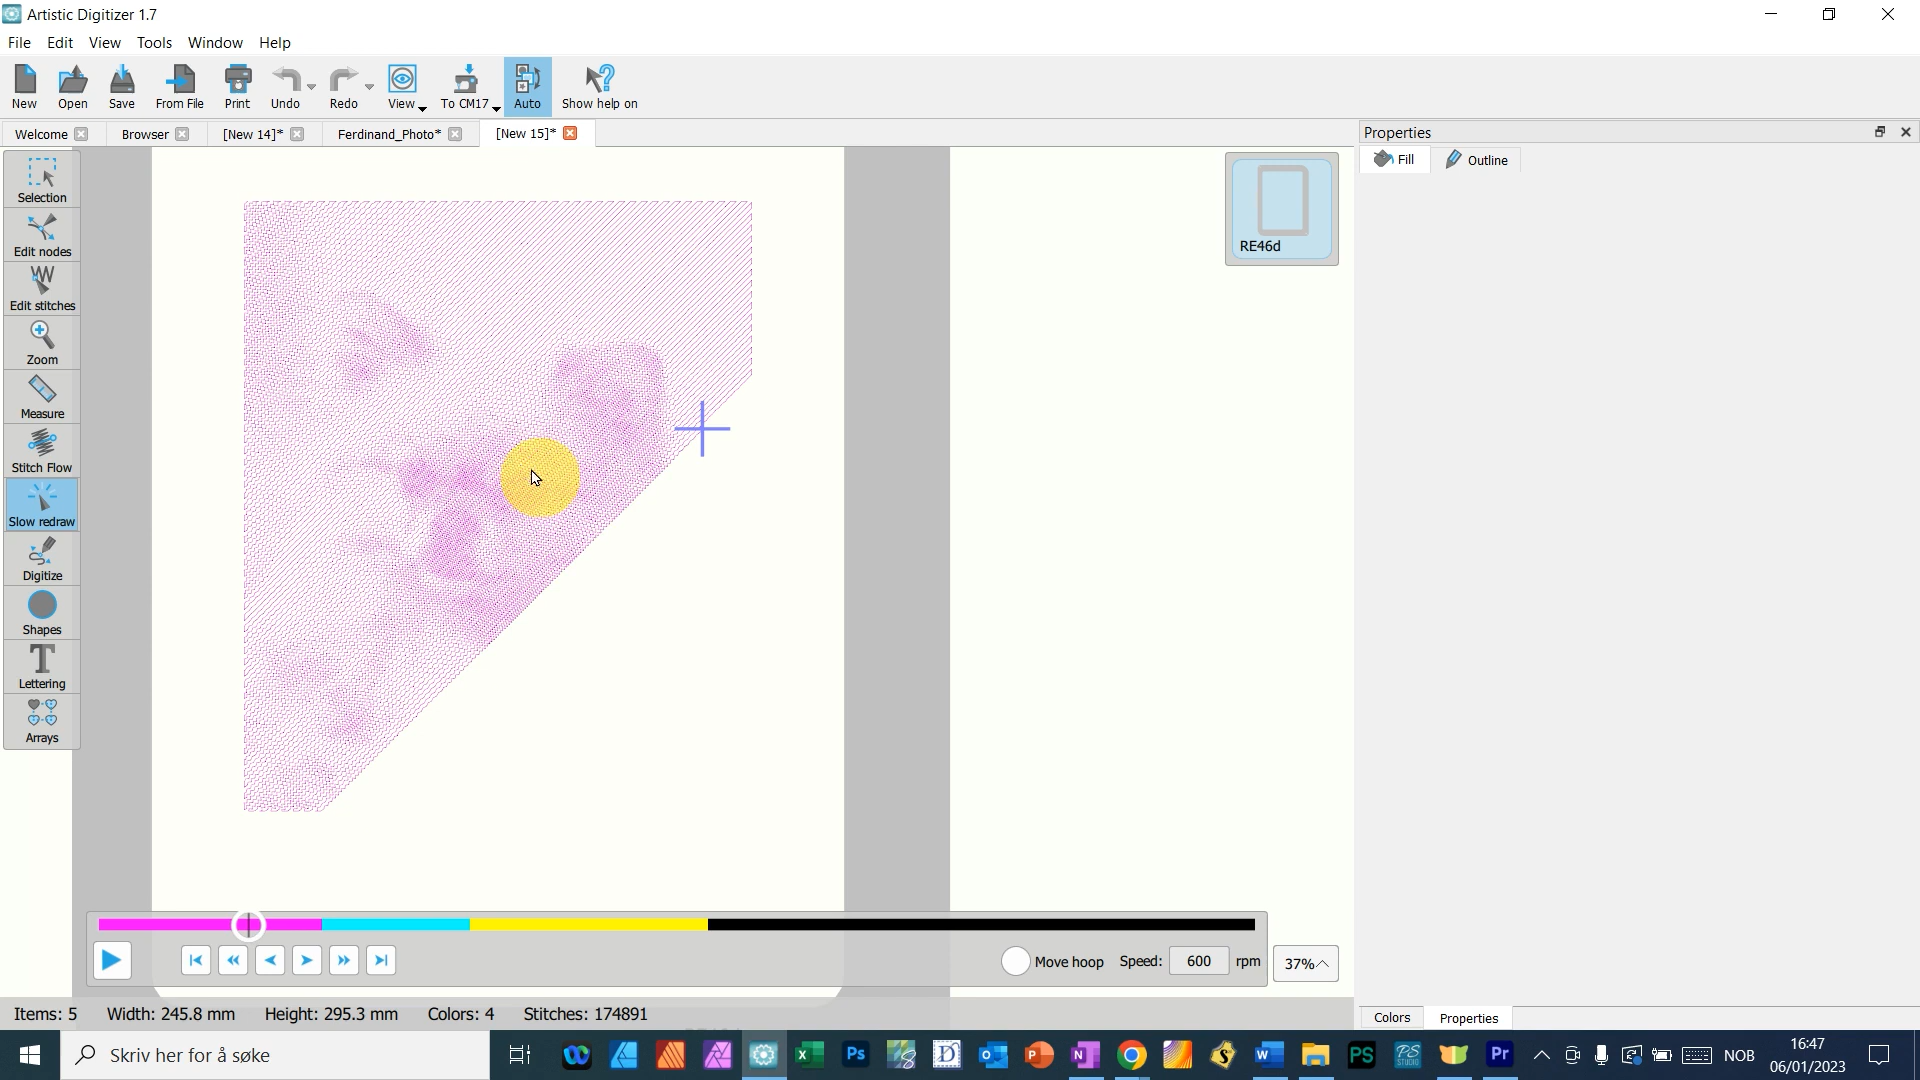 Artistic Digitizer 1.7
File Edit View Tools Window Help
New Open Save From File Print Undo Redo View To CM17 Auto Show help on
Welcome Browser [New 14]* Ferdinand_Photo* [New 15]*
Properties
Fill Outline
Selection
Edit nodes
Edit stitches
Zoom
Measure
Stitch Flow
Slow redraw
Digitize
Shapes
Lettering
Arrays
RE46d
Move hoop Speed: 600 rpm 37%
Items: 5 Width: 245.8 mm Height: 295.3 mm Colors: 4 Stitches: 174891
Colors Properties
Skriv her for å søke
NOB
16:47
06/01/2023